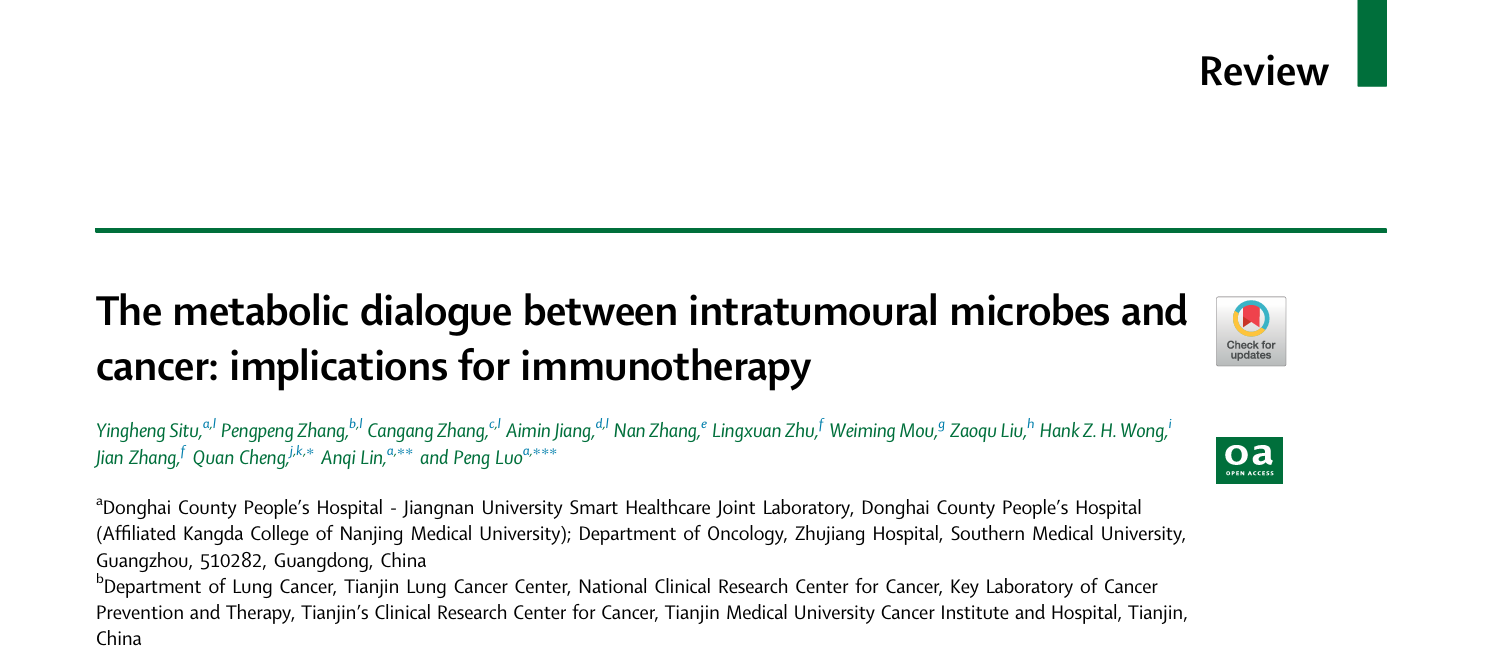 Review
The metabolic dialogue between intratumoural microbes and
cancer: implications for immunotherapy
Check for
updates
Yingheng Situ,a,l Pengpeng Zhang,b,l Cangang Zhang,c,l Aimin Jiang,d,l Nan Zhang,e Lingxuan Zhu,f Weiming Mou,g Zaoqu Liu,h Hank Z. H. Wong,i
Jian Zhang,f Quan Cheng,j,k,* Anqi Lin,a,** and Peng Luoa,***
oa
OPEN ACCESS
aDonghai County People's Hospital - Jiangnan University Smart Healthcare Joint Laboratory, Donghai County People's Hospital
(Affiliated Kangda College of Nanjing Medical University); Department of Oncology, Zhujiang Hospital, Southern Medical University,
Guangzhou, 510282, Guangdong, China
bDepartment of Lung Cancer, Tianjin Lung Cancer Center, National Clinical Research Center for Cancer, Key Laboratory of Cancer
Prevention and Therapy, Tianjin's Clinical Research Center for Cancer, Tianjin Medical University Cancer Institute and Hospital, Tianjin,
China